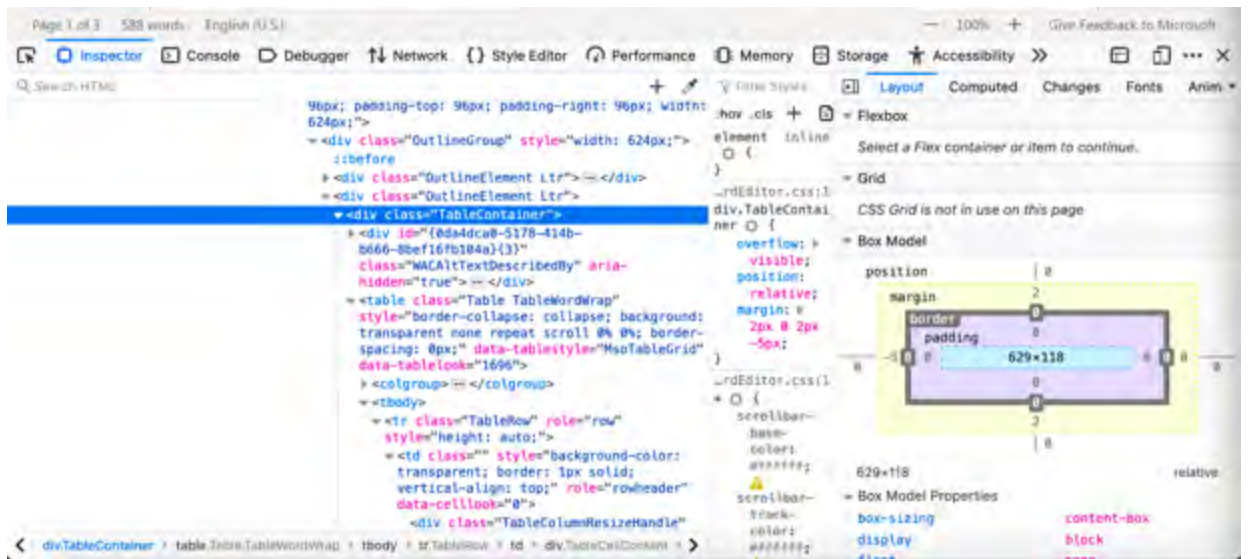 Page 1 of 3 588 words English (U.S.) — 100% + Give Feedback to Microsoft
Inspector Console Debugger Network {} Style Editor Performance Memory Storage Accessibility >> ... X
Search HTML + Filter Styles Layout Computed Changes Fonts Anim
96px; padding-top: 96px; padding-right: 96px; width:
624px;">
<div class="OutlineGroup" style="width: 624px;">
::before
<div class="OutlineElement Ltr"></div>
<div class="OutlineElement Ltr">
<div class="TableContainer">
<div id="{0da4dca0-5178-414b-
b666-8bef16fb104a}{3}"
class="WACAltTextDescribedBy" aria-
hidden="true"></div>
<table class="Table TableWordWrap"
style="border-collapse: collapse; background:
transparent none repeat scroll 0% 0%; border-
spacing: 0px;" data-tablestyle="MsoTableGrid"
data-tablelook="1696">
<colgroup></colgroup>
<tbody>
<tr class="TableRow" role="row"
style="height: auto;">
<td class="" style="background-color:
transparent; border: 1px solid;
vertical-align: top;" role="rowheader"
data-celllook="0">
<div class="TableColumnResizeHandle"
:hov .cls +
element inline
{
}
…rdEditor.css:1
div.TableContai
ner {
overflow:
visible;
position:
relative;
margin:
2px 0 2px
-5px;
}
…rdEditor.css(1
* {
scrollbar-
base-
color:
scrollbar-
track-
color:
Flexbox
Select a Flex container or item to continue.
Grid
CSS Grid is not in use on this page
Box Model
position 0
margin 2
border 0
padding 0
0 -5 0 0 629×118 0 0 0 0
0
0
2
0
629×118 relative
Box Model Properties
box-sizing content-box
display block
float none
div.TableContainer table.Table.TableWordWrap tbody tr.TableRow td div.TableCellContent